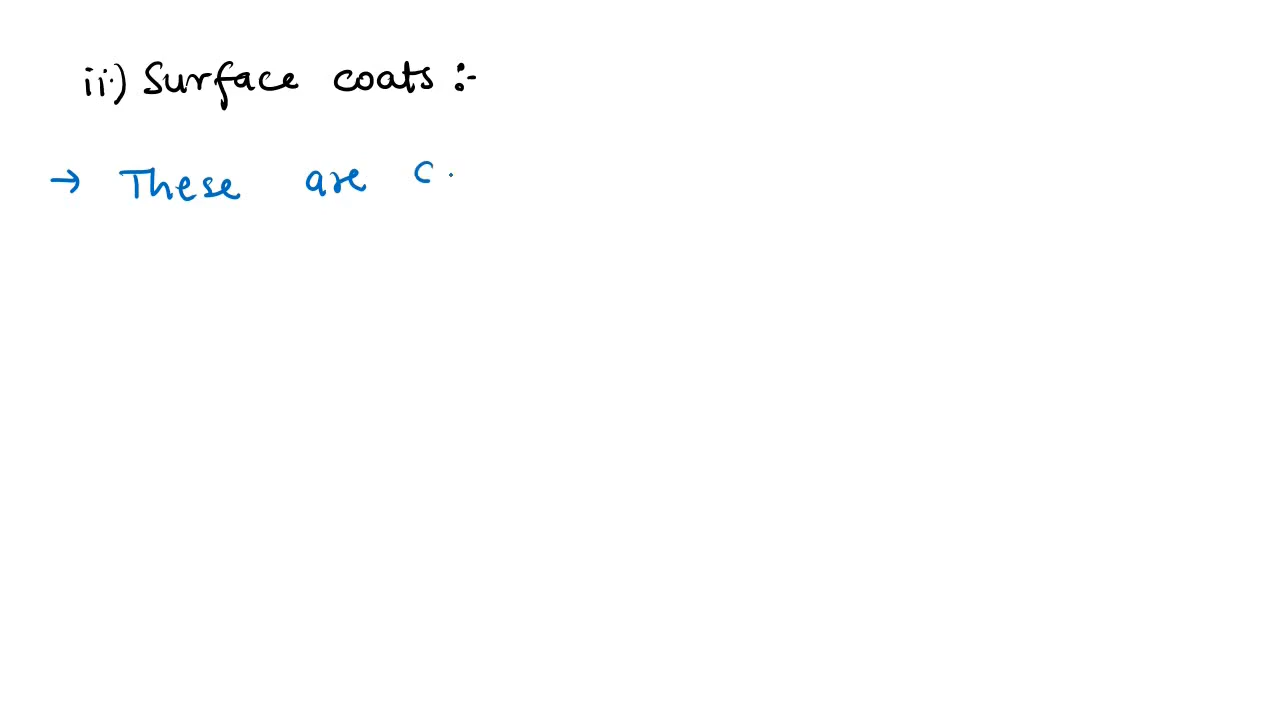 ii) Surface coats :-
→ These are c